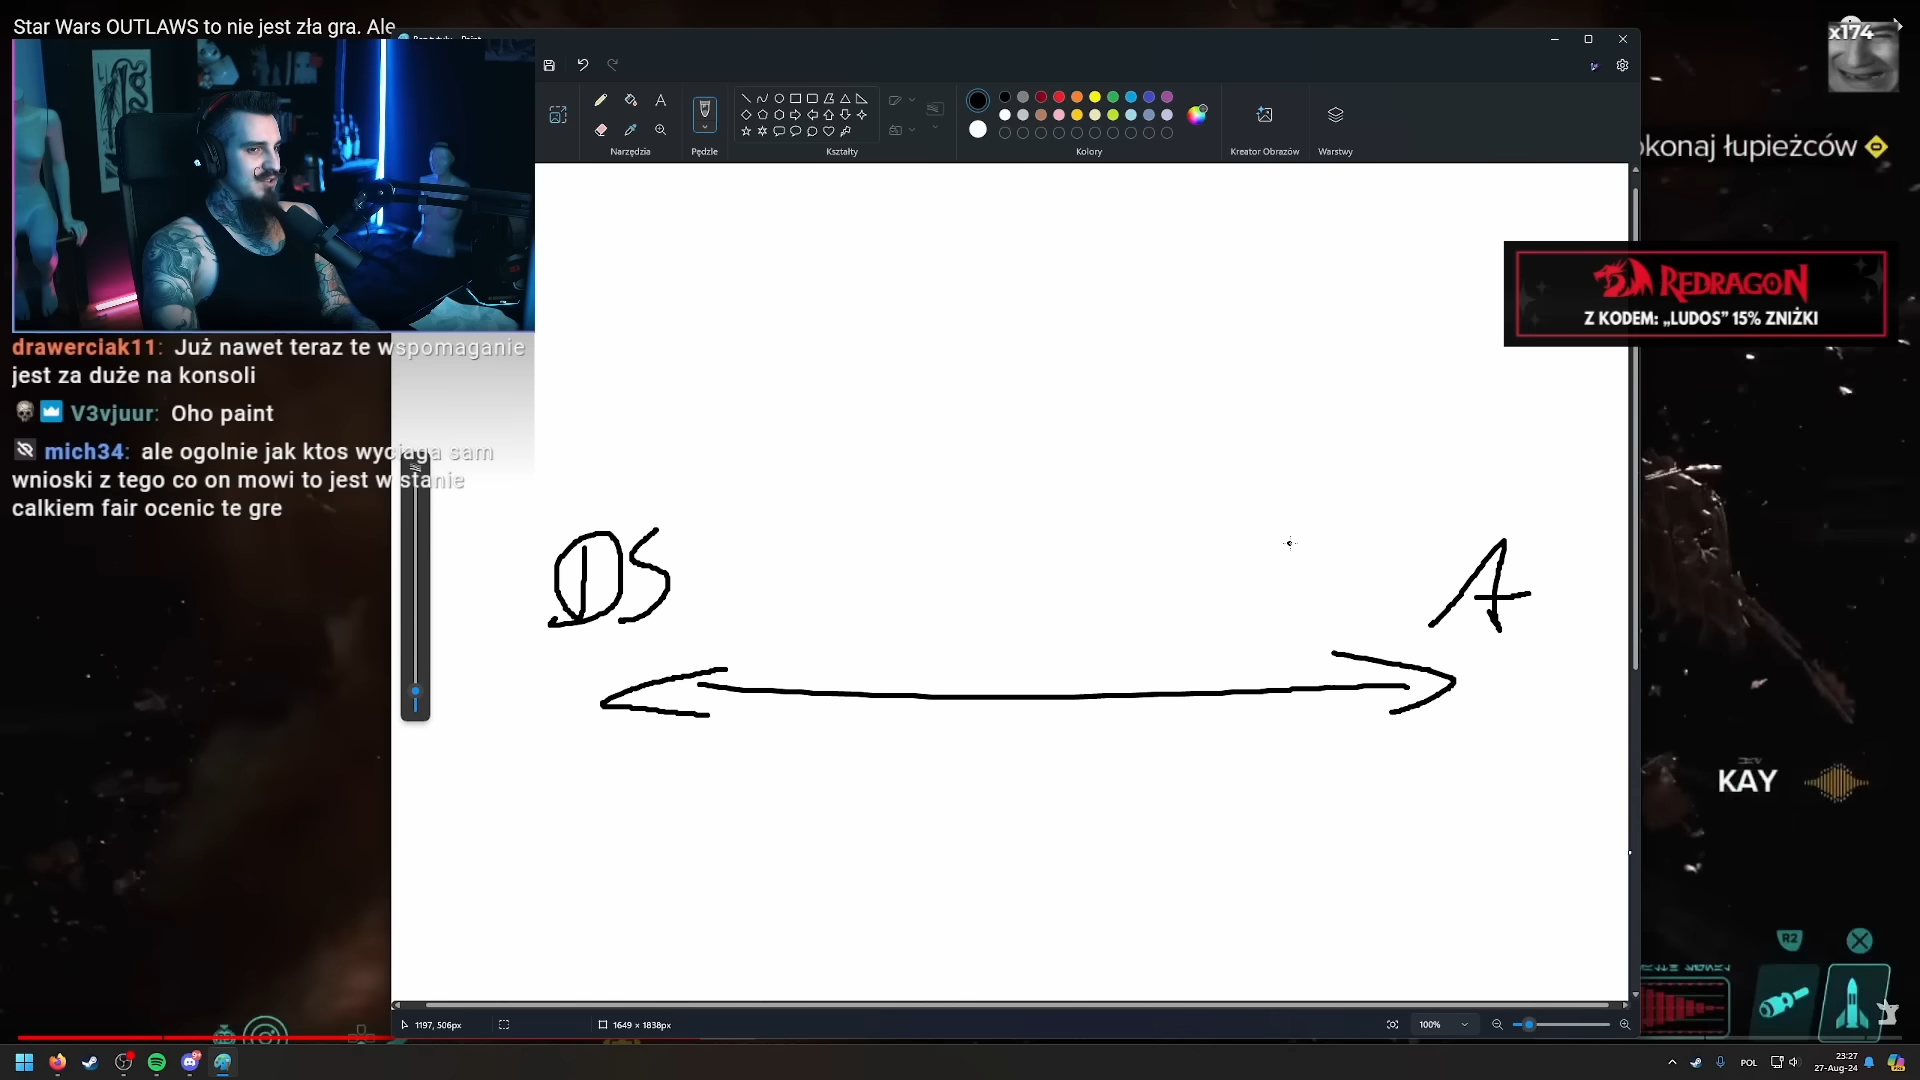 Star Wars OUTLAWS to nie jest zła gra. Ale
x174
Narzędzia
Pędzle
Kształty
Kolory
Kreator Obrazów
Warstwy
konaj łupieżców
REDRAGON
Z KODEM: „LUDOS” 15% ZNIŻKI
drawerciak11: Już nawet teraz te wspomaganie
jest za duże na konsoli
V3vjuur: Oho paint
mich34: ale ogolnie jak ktos wyciaga sam
wnioski z tego co on mowi to jest w stanie
calkiem fair ocenic te gre
DS
A
KAY
R2
1197, 506px
1649 × 1838px
100%
POL
23:27
27-Aug-24